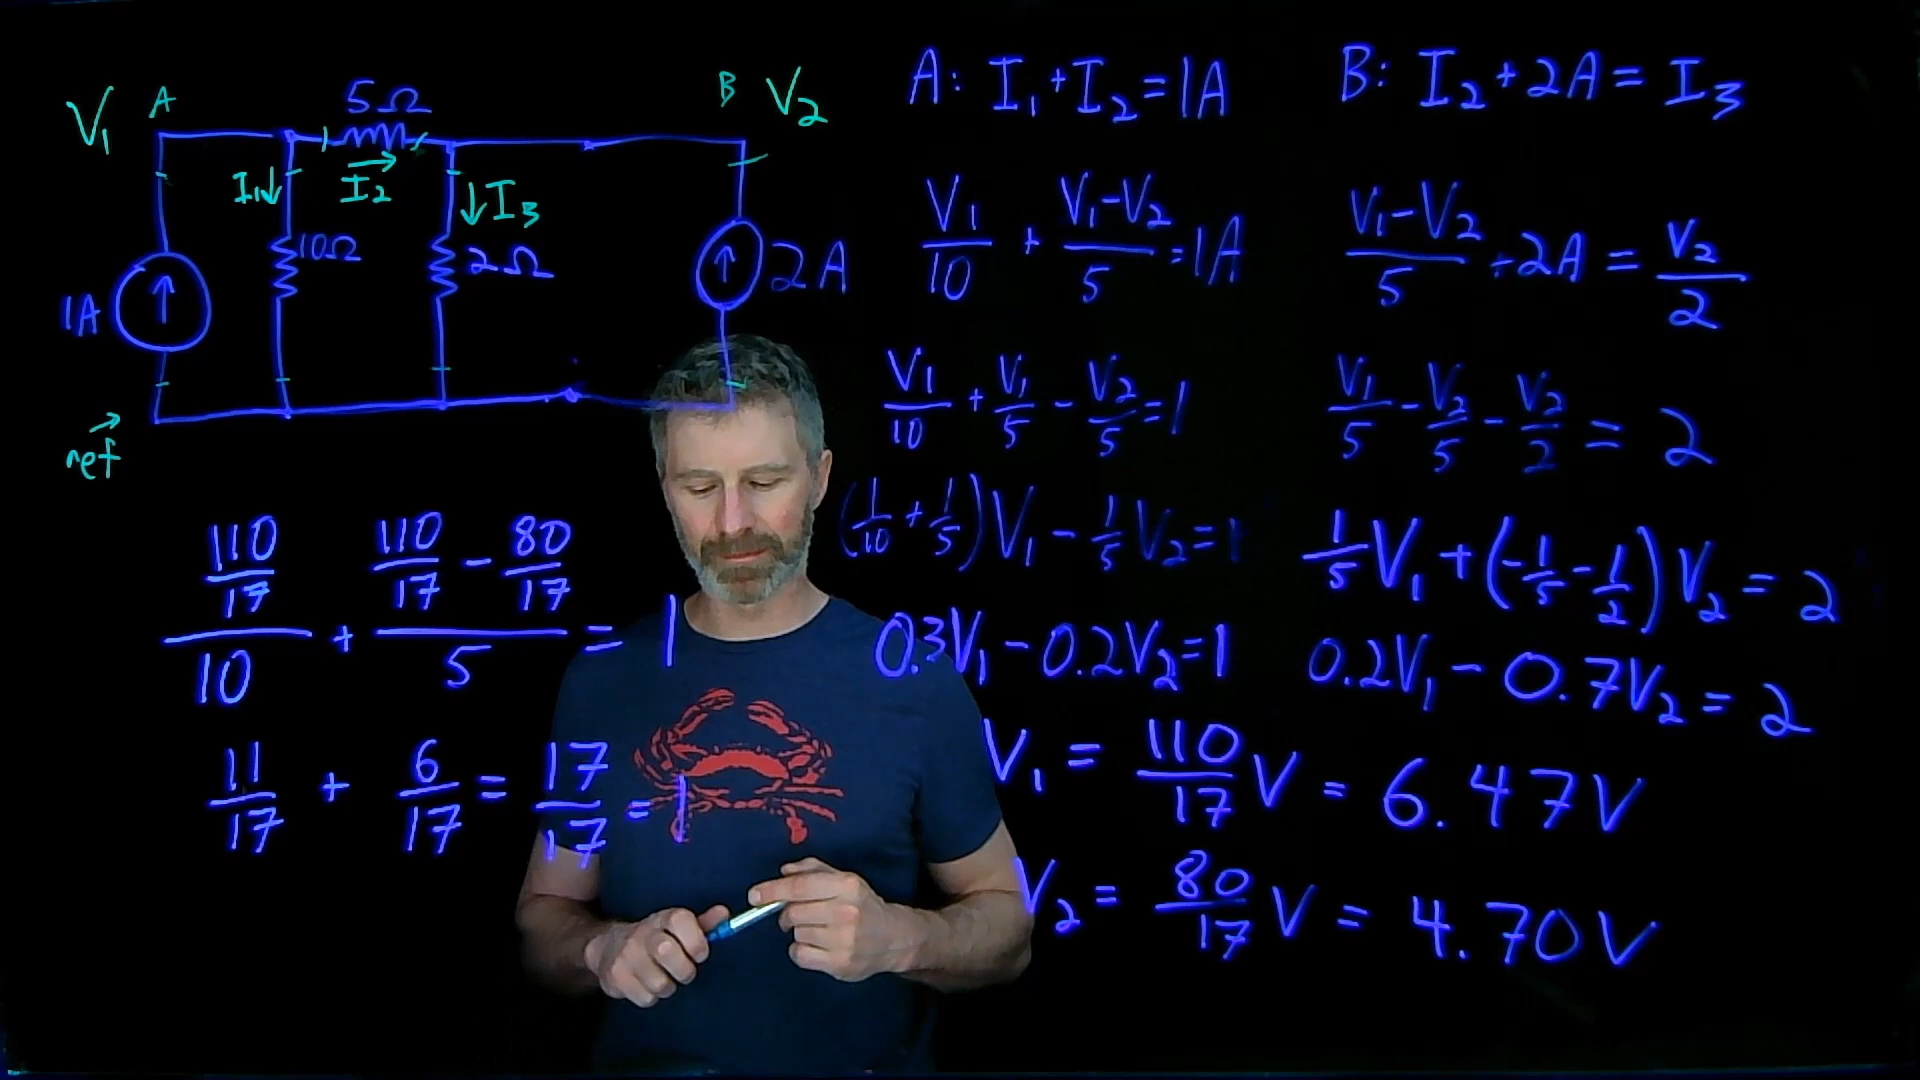 V₁ A 5Ω B V₂
I₁↓ I₂→ ↓I₃
10Ω 2Ω
1A ↑ ↑ 2A
→
ref
A: I₁+I₂=1A
V₁/10 + (V₁-V₂)/5 = 1A
V₁/10 + V₁/5 - V₂/5 = 1
(1/10 + 1/5)V₁ - 1/5 V₂ = 1
0.3V₁ - 0.2V₂ = 1
B: I₂+2A = I₃
(V₁-V₂)/5 + 2A = V₂/2
V₁/5 - V₂/5 - V₂/2 = 2
1/5 V₁ + (-1/5 - 1/2)V₂ = 2
0.2V₁ - 0.7V₂ = 2
V₁ = 110/17 V = 6.47V
V₂ = 80/17 V = 4.70V
(110/17)/10 + (110/17 - 80/17)/5 = 1
11/17 + 6/17 = 17/17 = 1